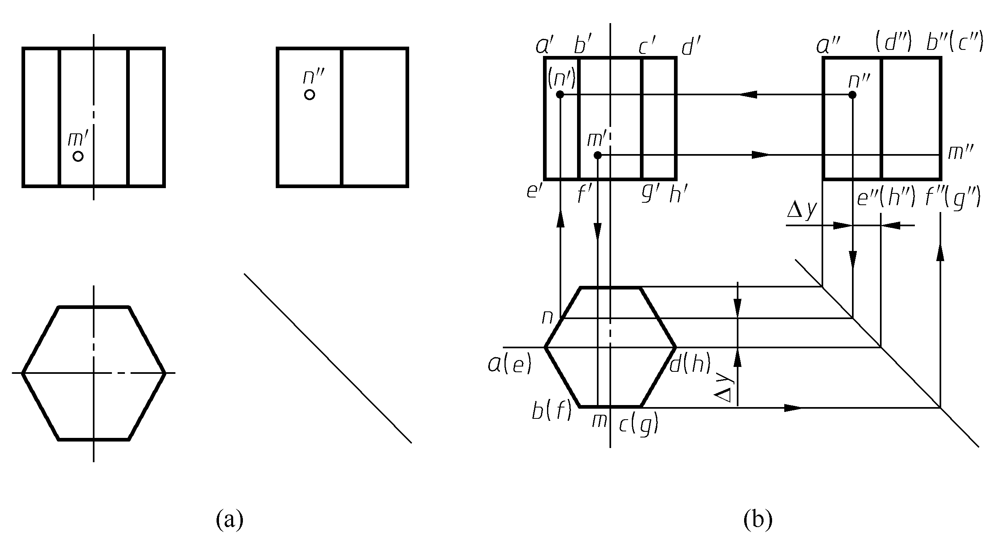 n″
m′
a′ b′ c′ d′ a″ (d″) b″(c″)
(n′) n″
m′ m″
e′ f′ g′ h′ e″(h″) f″(g″)
Δy
n
a(e) d(h)
Δy
b(f) m c(g)
(a) (b)